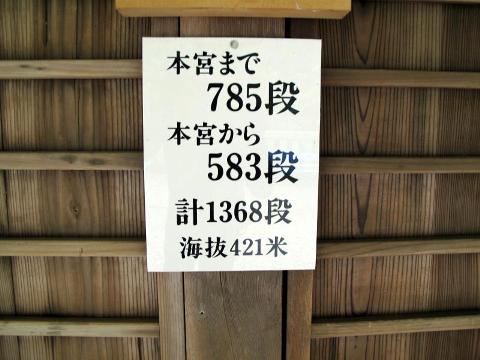 本宮まで
785段
本宮から
583段
計1368段
海抜421米